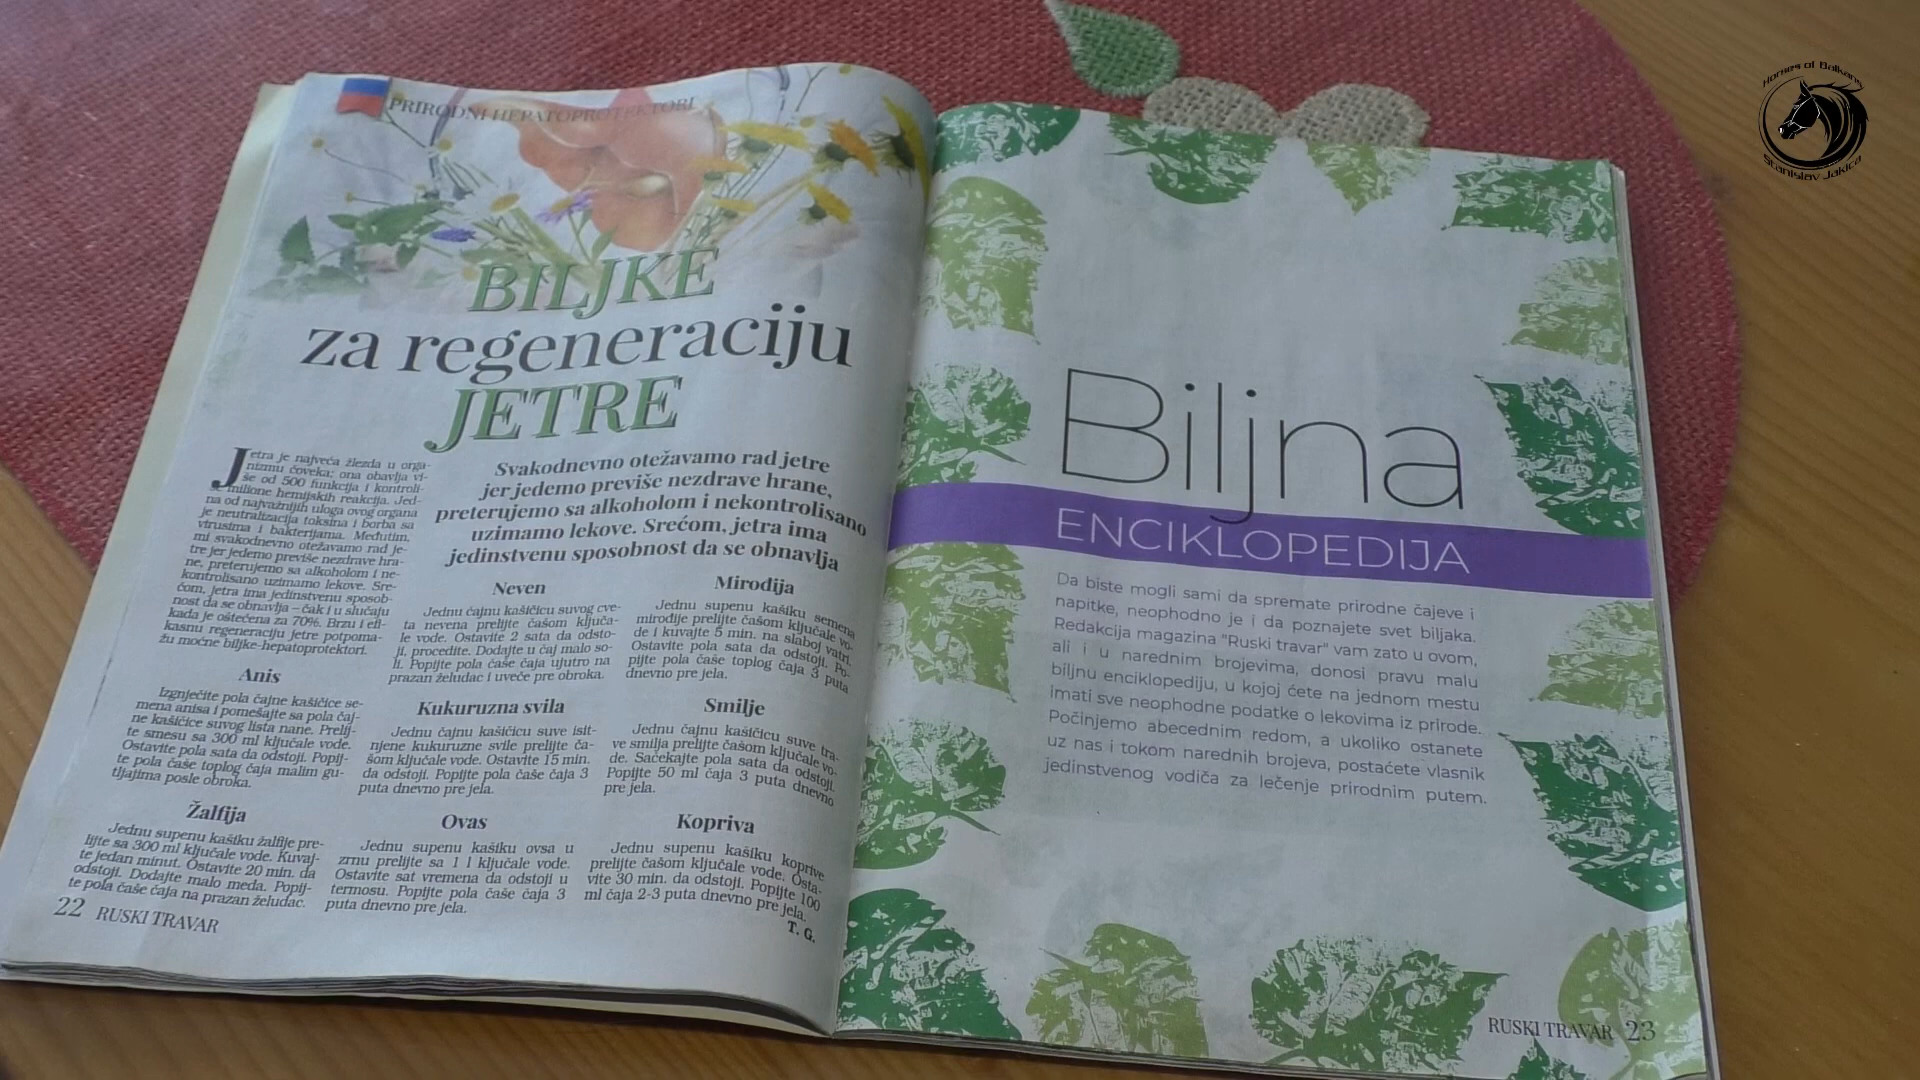 PRIRODNI HEPATOPROTEKTORI
BILJKE
za regeneraciju
JETRE
Jetra je najveća žlezda u orga-
nizmu čoveka; ona obavlja vi-
še od 500 funkcija i kontroli-
še milione hemijskih reakcija. Jed-
na od najvažnijih uloga ovog organa
je neutralizacija toksina i borba sa
virusima i bakterijama. Međutim,
mi svakodnevno otežavamo rad je-
tre jer jedemo previše nezdrave hra-
ne, preterujemo sa alkoholom i ne-
kontrolisano uzimamo lekove. Sre-
ćom, jetra ima jedinstvenu sposob-
nost da se obnavlja – čak i u slučaju
kada je oštećena za 70%. Brzu i efi-
kasnu regeneraciju jetre potpoma-
žu moćne biljke-hepatoprotektori.
Anis
Izgnječite pola čajne kašičice se-
mena anisa i pomešajte sa pola čaj-
ne kašičice suvog lista nane. Prelij-
te smesu sa 300 ml ključale vode.
Ostavite pola sata da odstoji. Popij-
te pola čaše toplog čaja malim gu-
tljajima posle obroka.
Žalfija
Jednu supenu kašiku žalfije pre-
lijte sa 300 ml ključale vode. Kuvaj-
te jedan minut. Ostavite 20 min. da
odstoji. Dodajte malo meda. Popij-
te pola čaše čaja na prazan želudac.
Svakodnevno otežavamo rad jetre
jer jedemo previše nezdrave hrane,
preterujemo sa alkoholom i nekontrolisano
uzimamo lekove. Srećom, jetra ima
jedinstvenu sposobnost da se obnavlja
Neven
Jednu čajnu kašičicu suvog cve-
ta nevena prelijte čašom ključa-
le vode. Ostavite 2 sata da odsto-
ji, procedite. Dodajte u čaj malo so-
li. Popijte pola čaše čaja ujutro na
prazan želudac i uveče pre obroka.
Kukuruzna svila
Jednu čajnu kašičicu suve isit-
njene kukuruzne svile prelijte ča-
šom ključale vode. Ostavite 15 min.
da odstoji. Popijte pola čaše čaja 3
puta dnevno pre jela.
Ovas
Jednu supenu kašiku ovsa u
zrnu prelijte sa 1 l ključale vode.
Ostavite sat vremena da odstoji u
termosu. Popijte pola čaše čaja 3
puta dnevno pre jela.
Mirodija
Jednu supenu kašiku semena
mirodije prelijte čašom ključale vo-
de i kuvajte 5 min. na slaboj vatri.
Ostavite pola sata da odstoji. Po-
pijte pola čaše toplog čaja 3 puta
dnevno pre jela.
Smilje
Jednu čajnu kašičicu suve tra-
ve smilja prelijte čašom ključale vo-
de. Sačekajte pola sata da odstoji.
Popijte 50 ml čaja 3 puta dnevno
pre jela.
Kopriva
Jednu supenu kašiku koprive
prelijte čašom ključale vode. Osta-
vite 30 min. da odstoji. Popijte 100
ml čaja 2-3 puta dnevno pre jela.
T. G.
22 RUSKI TRAVAR
Biljna
ENCIKLOPEDIJA
Da biste mogli sami da spremate prirodne čajeve i
napitke, neophodno je i da poznajete svet biljaka.
Redakcija magazina "Ruski travar" vam zato u ovom,
ali i u narednim brojevima, donosi pravu malu
biljnu enciklopediju, u kojoj ćete na jednom mestu
imati sve neophodne podatke o lekovima iz prirode.
Počinjemo abecednim redom, a ukoliko ostanete
uz nas i tokom narednih brojeva, postaćete vlasnik
jedinstvenog vodiča za lečenje prirodnim putem.
RUSKI TRAVAR 23
Horses of Balkans
Stanislav Jakica